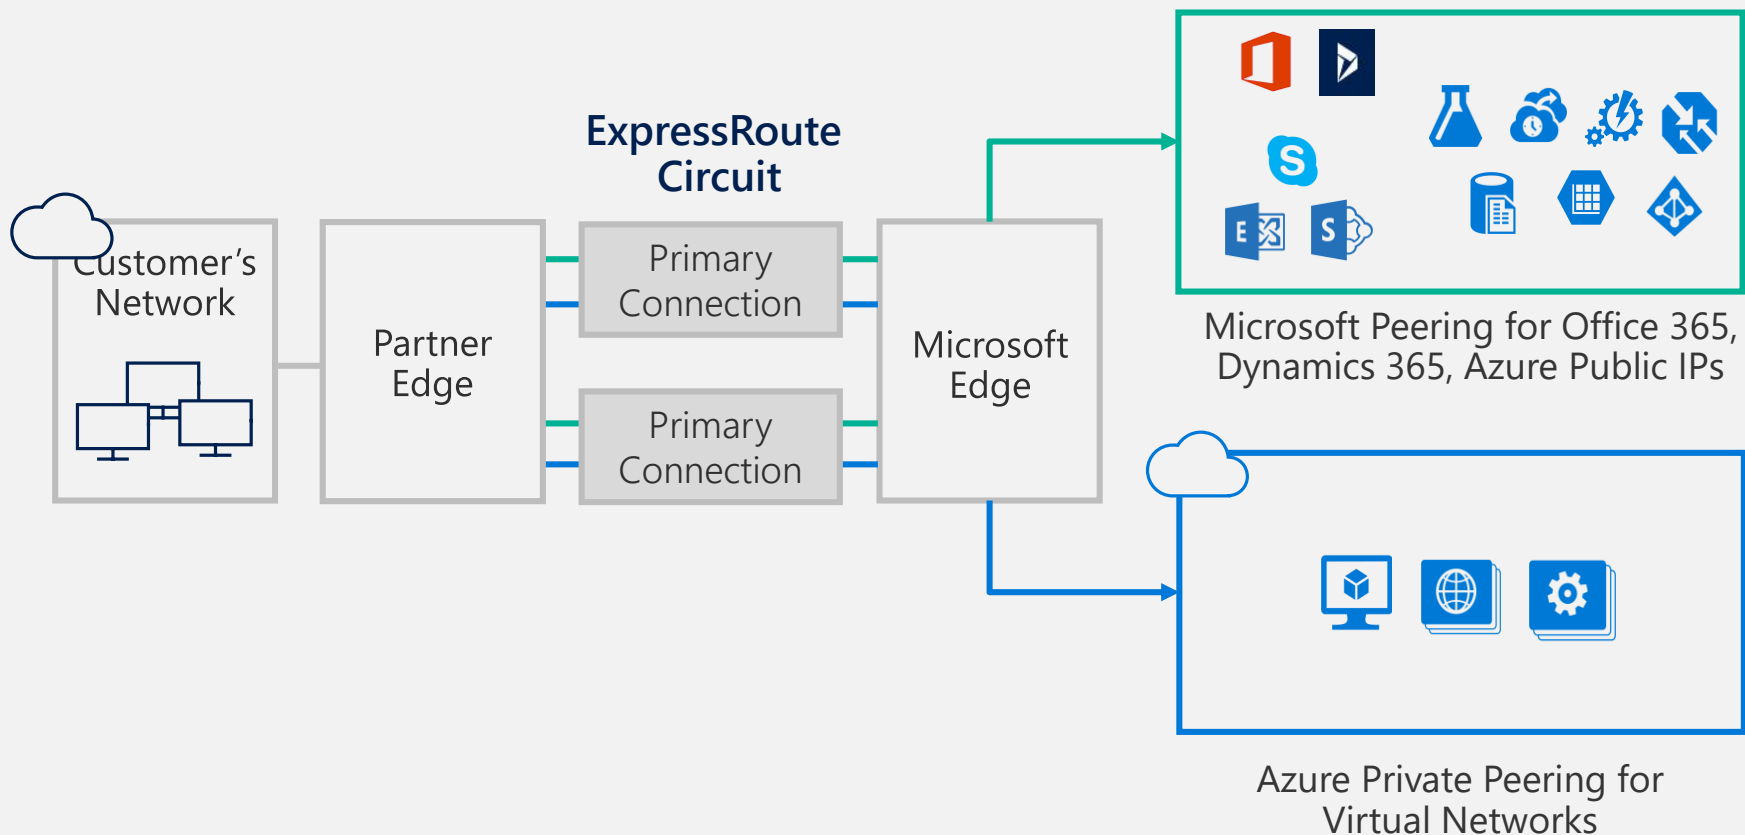 ExpressRoute
Circuit
Customer’s
Network
Partner
Edge
Primary
Connection
Primary
Connection
Microsoft
Edge
S
E
S
Microsoft Peering for Office 365,
Dynamics 365, Azure Public IPs
Azure Private Peering for
Virtual Networks